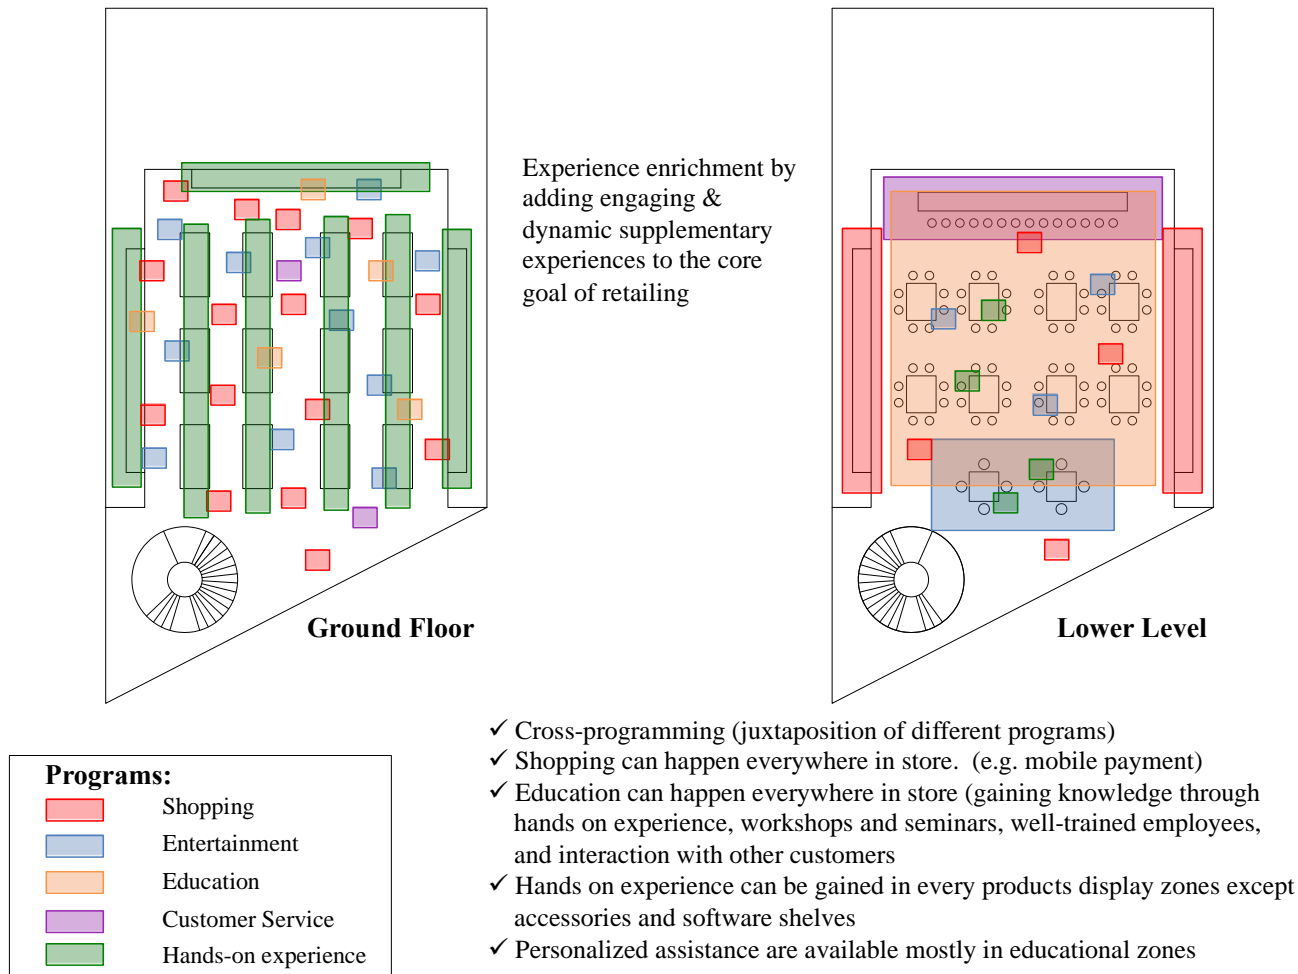 Experience enrichment by
adding engaging &
dynamic supplementary
experiences to the core
goal of retailing
Ground Floor
Lower Level
Programs:
Shopping
Entertainment
Education
Customer Service
Hands-on experience
✓ Cross-programming (juxtaposition of different programs)
✓ Shopping can happen everywhere in store.  (e.g. mobile payment)
✓ Education can happen everywhere in store (gaining knowledge through
hands on experience, workshops and seminars, well-trained employees,
and interaction with other customers
✓ Hands on experience can be gained in every products display zones except
accessories and software shelves
✓ Personalized assistance are available mostly in educational zones